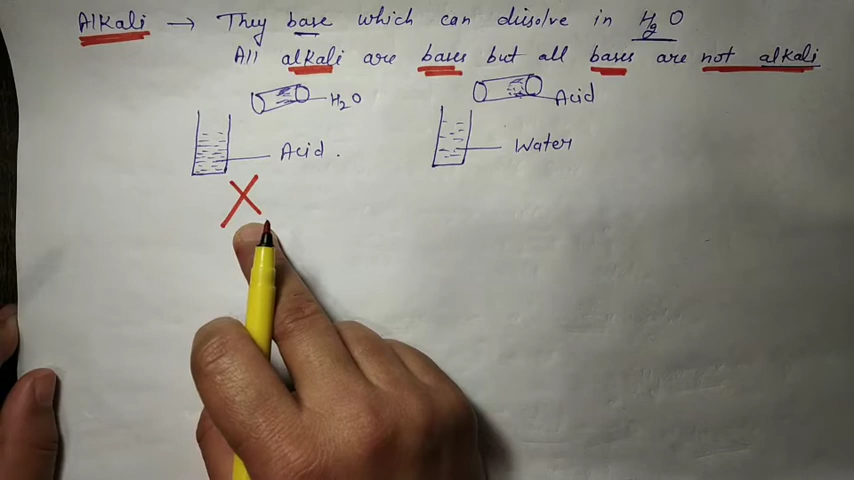 Alkali → They base which can dissolve in H2O
All alkali are bases but all bases are not alkali
H2O Acid
Acid. Water